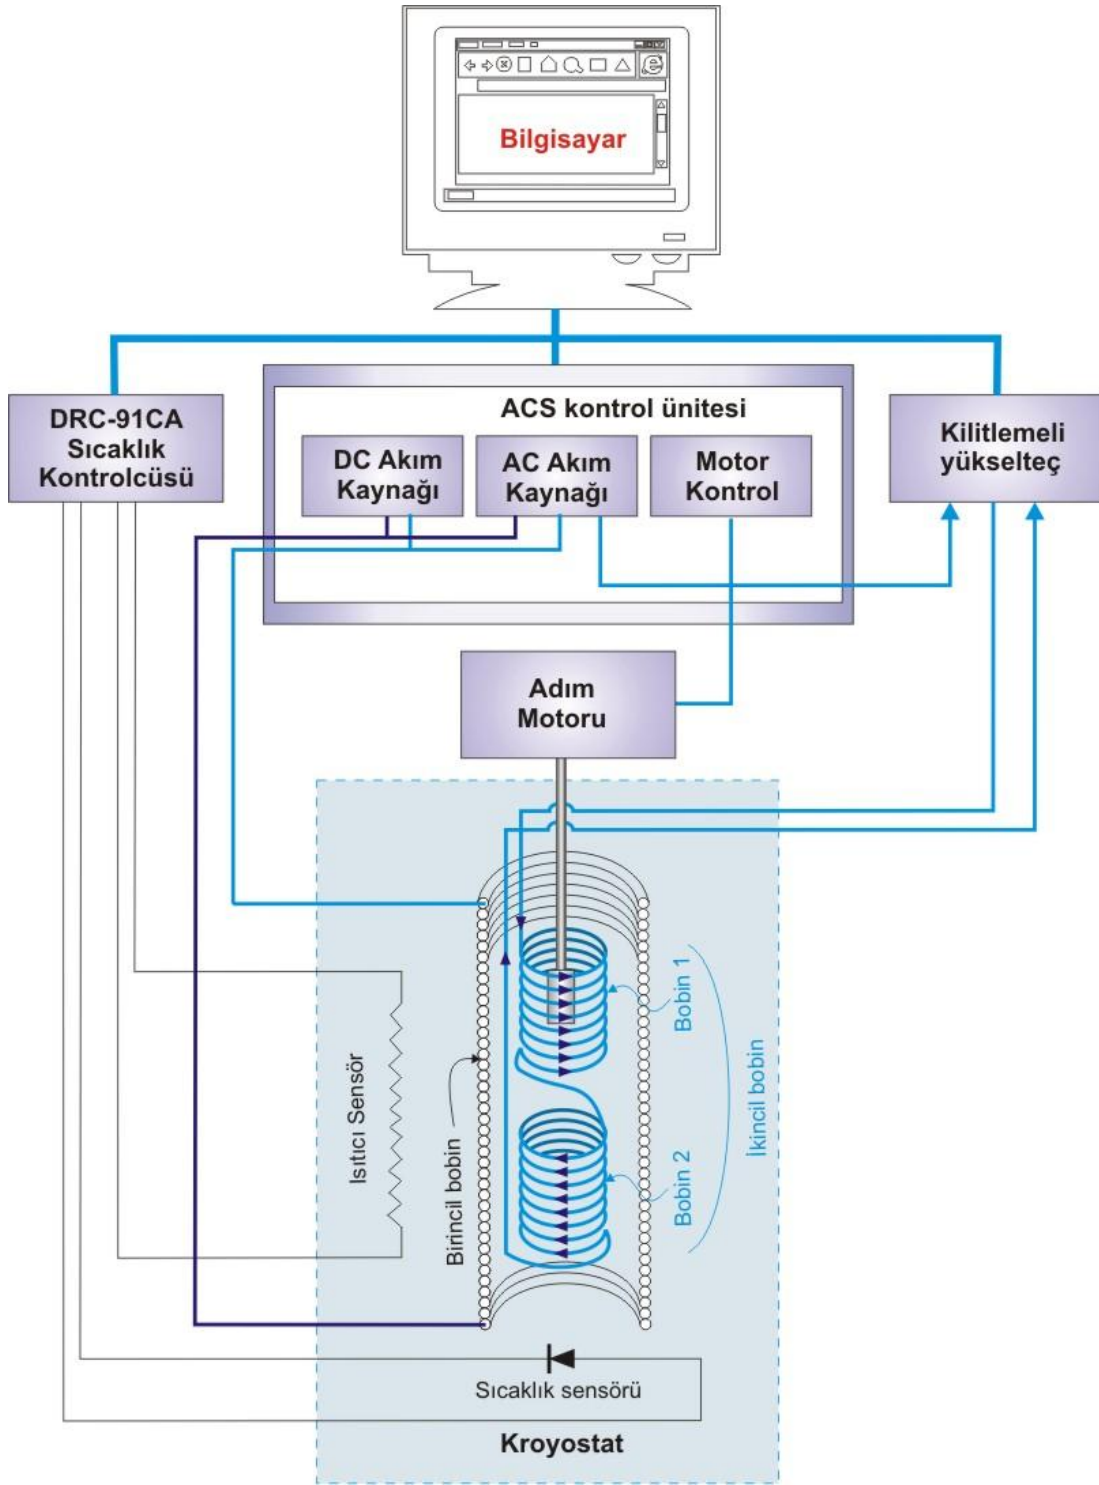 Bilgisayar
DRC-91CA
Sıcaklık
Kontrolcüsü
ACS kontrol ünitesi
DC Akım
Kaynağı
AC Akım
Kaynağı
Motor
Kontrol
Kilitlemeli
yükselteç
Adım
Motoru
Isıtıcı Sensör
Birincil bobin
Bobin 1
Bobin 2
İkincil bobin
Sıcaklık sensörü
Kroyostat